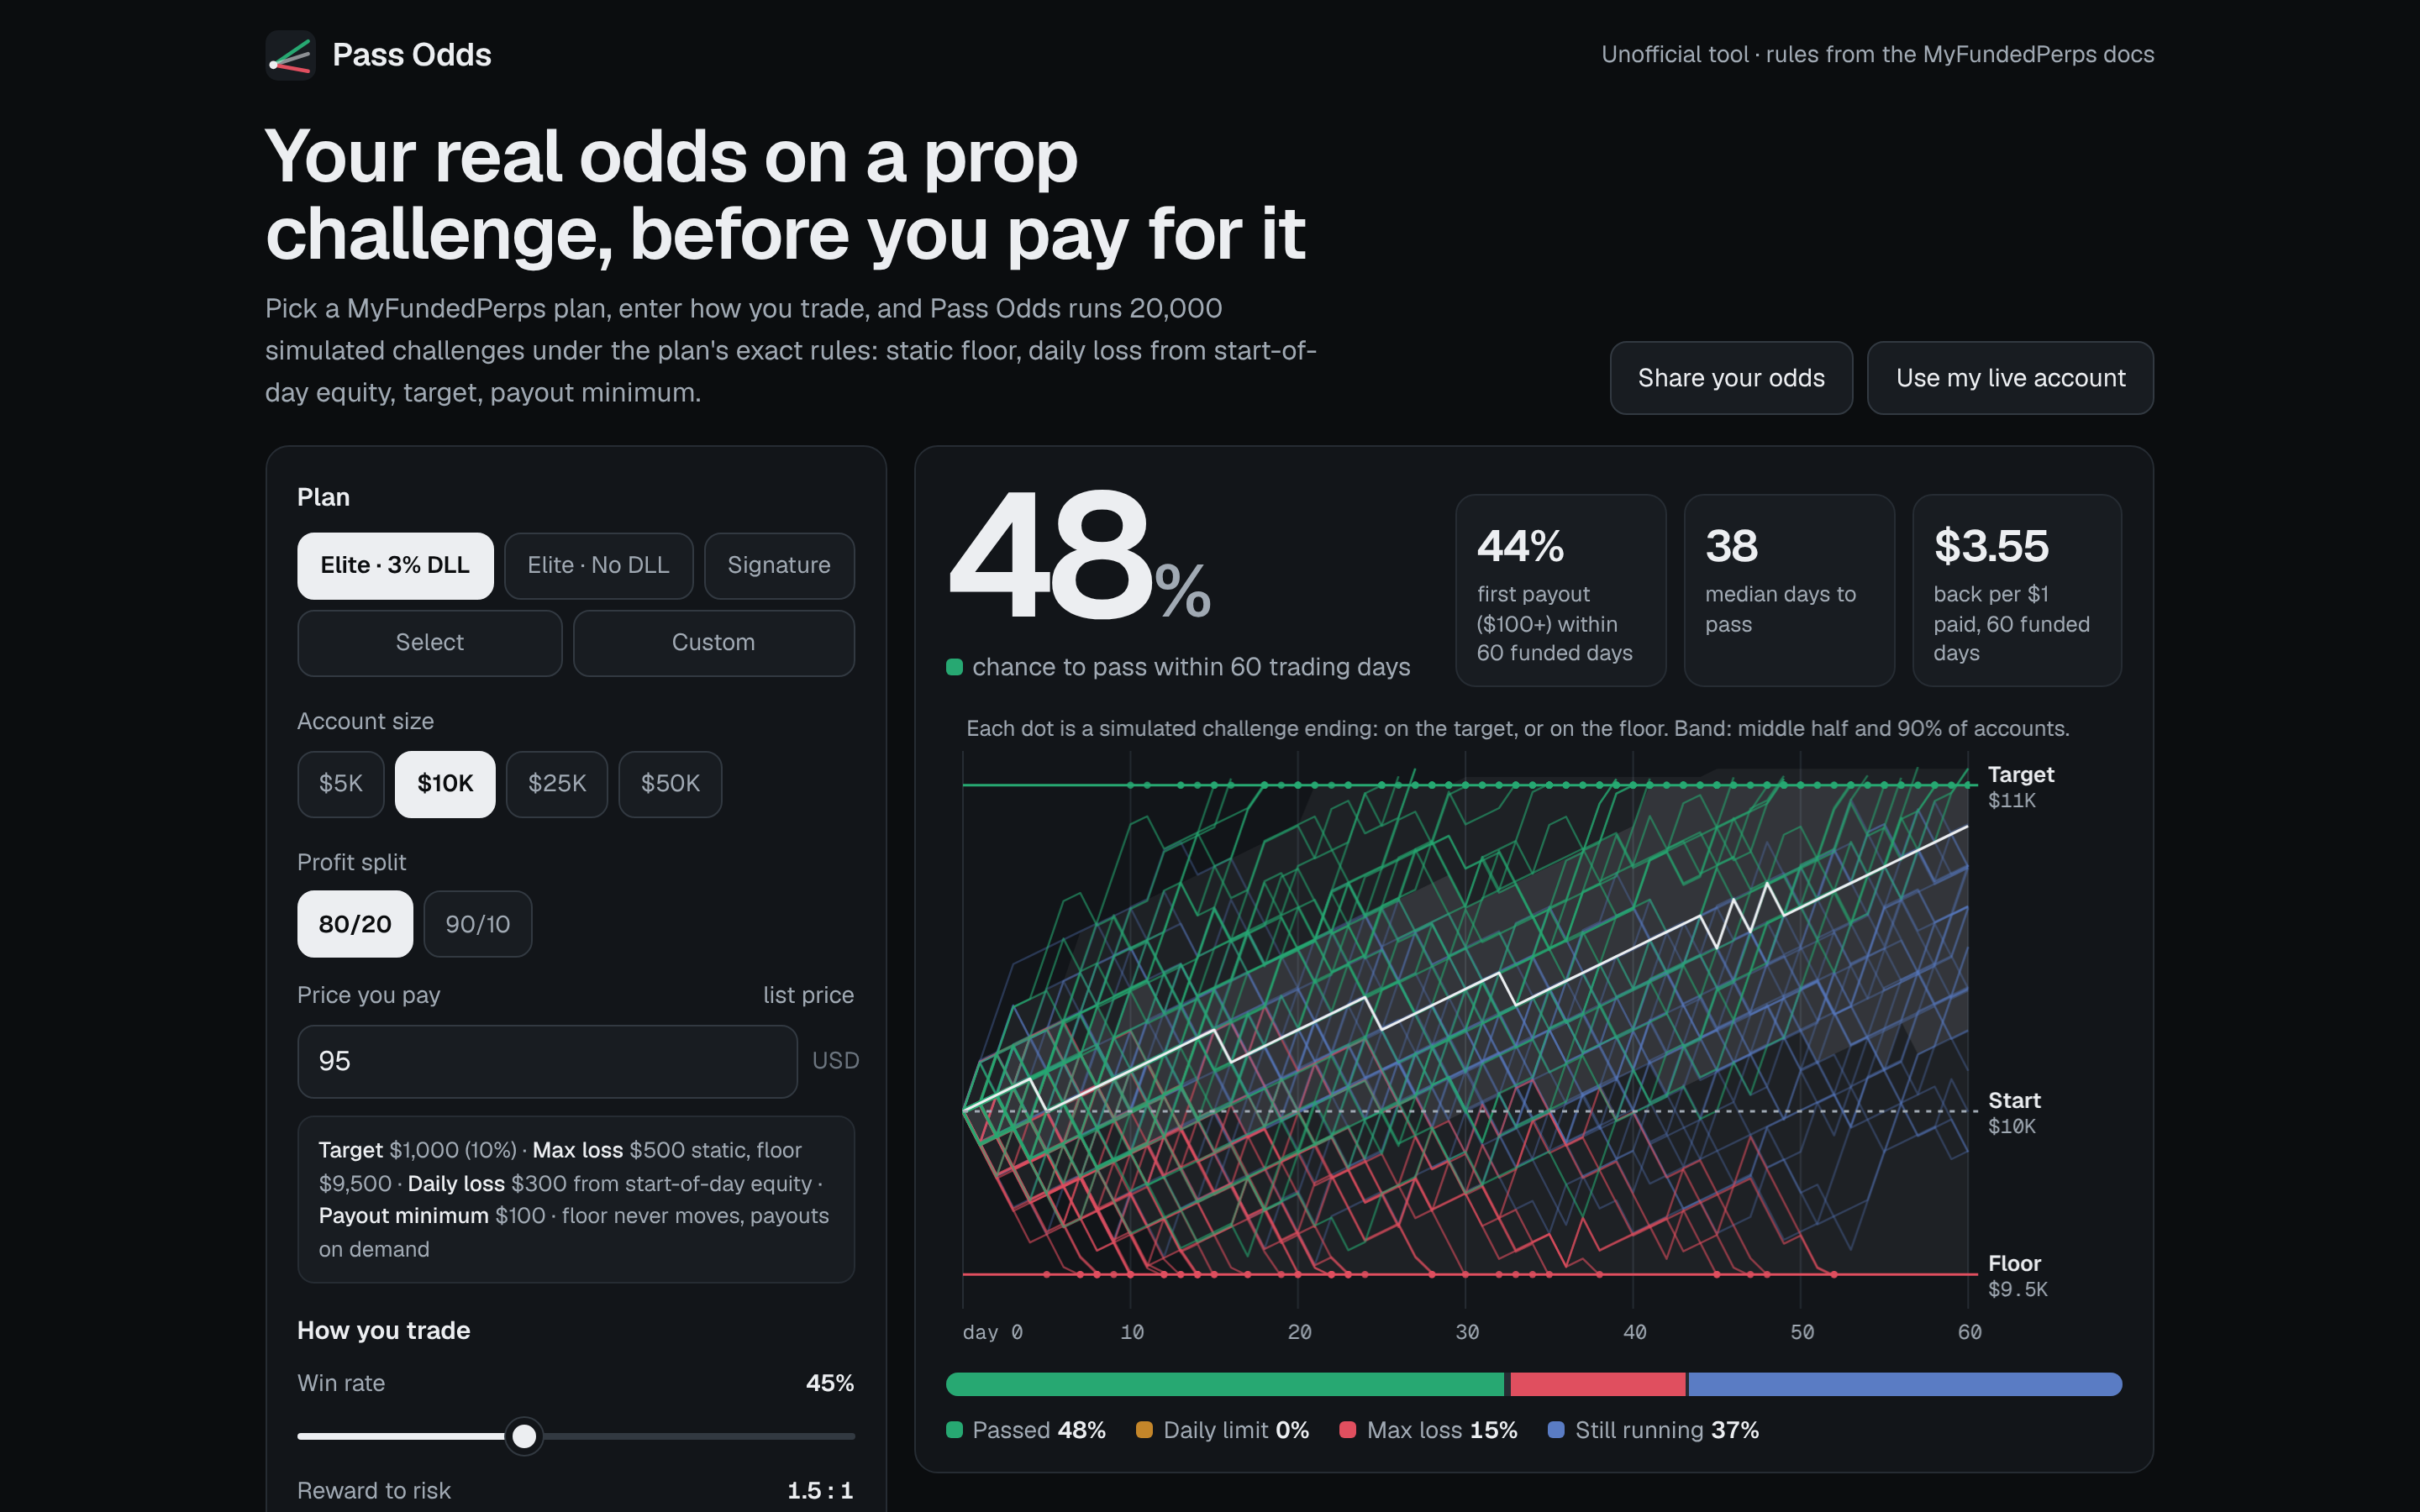 Pass Odds
Unofficial tool · rules from the MyFundedPerps docs
Your real odds on a prop
challenge, before you pay for it
Pick a MyFundedPerps plan, enter how you trade, and Pass Odds runs 20,000
simulated challenges under the plan's exact rules: static floor, daily loss from start-of-
day equity, target, payout minimum.
Share your odds
Use my live account
Plan
Elite · 3% DLL
Elite · No DLL
Signature
Select
Custom
Account size
$5K
$10K
$25K
$50K
Profit split
80/20
90/10
Price you pay
list price
95
USD
Target $1,000 (10%) · Max loss $500 static, floor
$9,500 · Daily loss $300 from start-of-day equity ·
Payout minimum $100 · floor never moves, payouts
on demand
How you trade
Win rate
45%
Reward to risk
1.5 : 1
48%
chance to pass within 60 trading days
44%
first payout
($100+) within
60 funded days
38
median days to
pass
$3.55
back per $1
paid, 60 funded
days
Each dot is a simulated challenge ending: on the target, or on the floor. Band: middle half and 90% of accounts.
Target
$11K
Start
$10K
Floor
$9.5K
day 0
10
20
30
40
50
60
Passed 48%
Daily limit 0%
Max loss 15%
Still running 37%